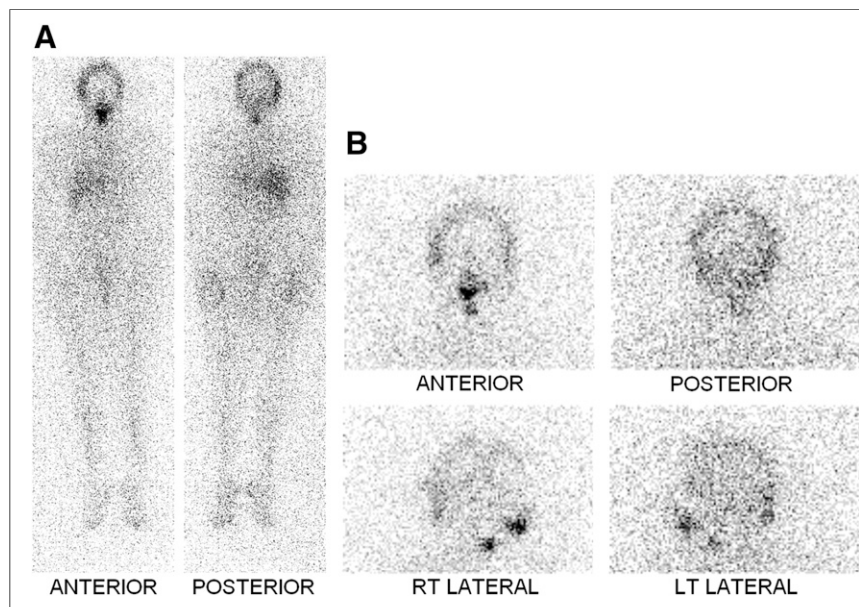 A
B
ANTERIOR
POSTERIOR
ANTERIOR
POSTERIOR
RT LATERAL
LT LATERAL